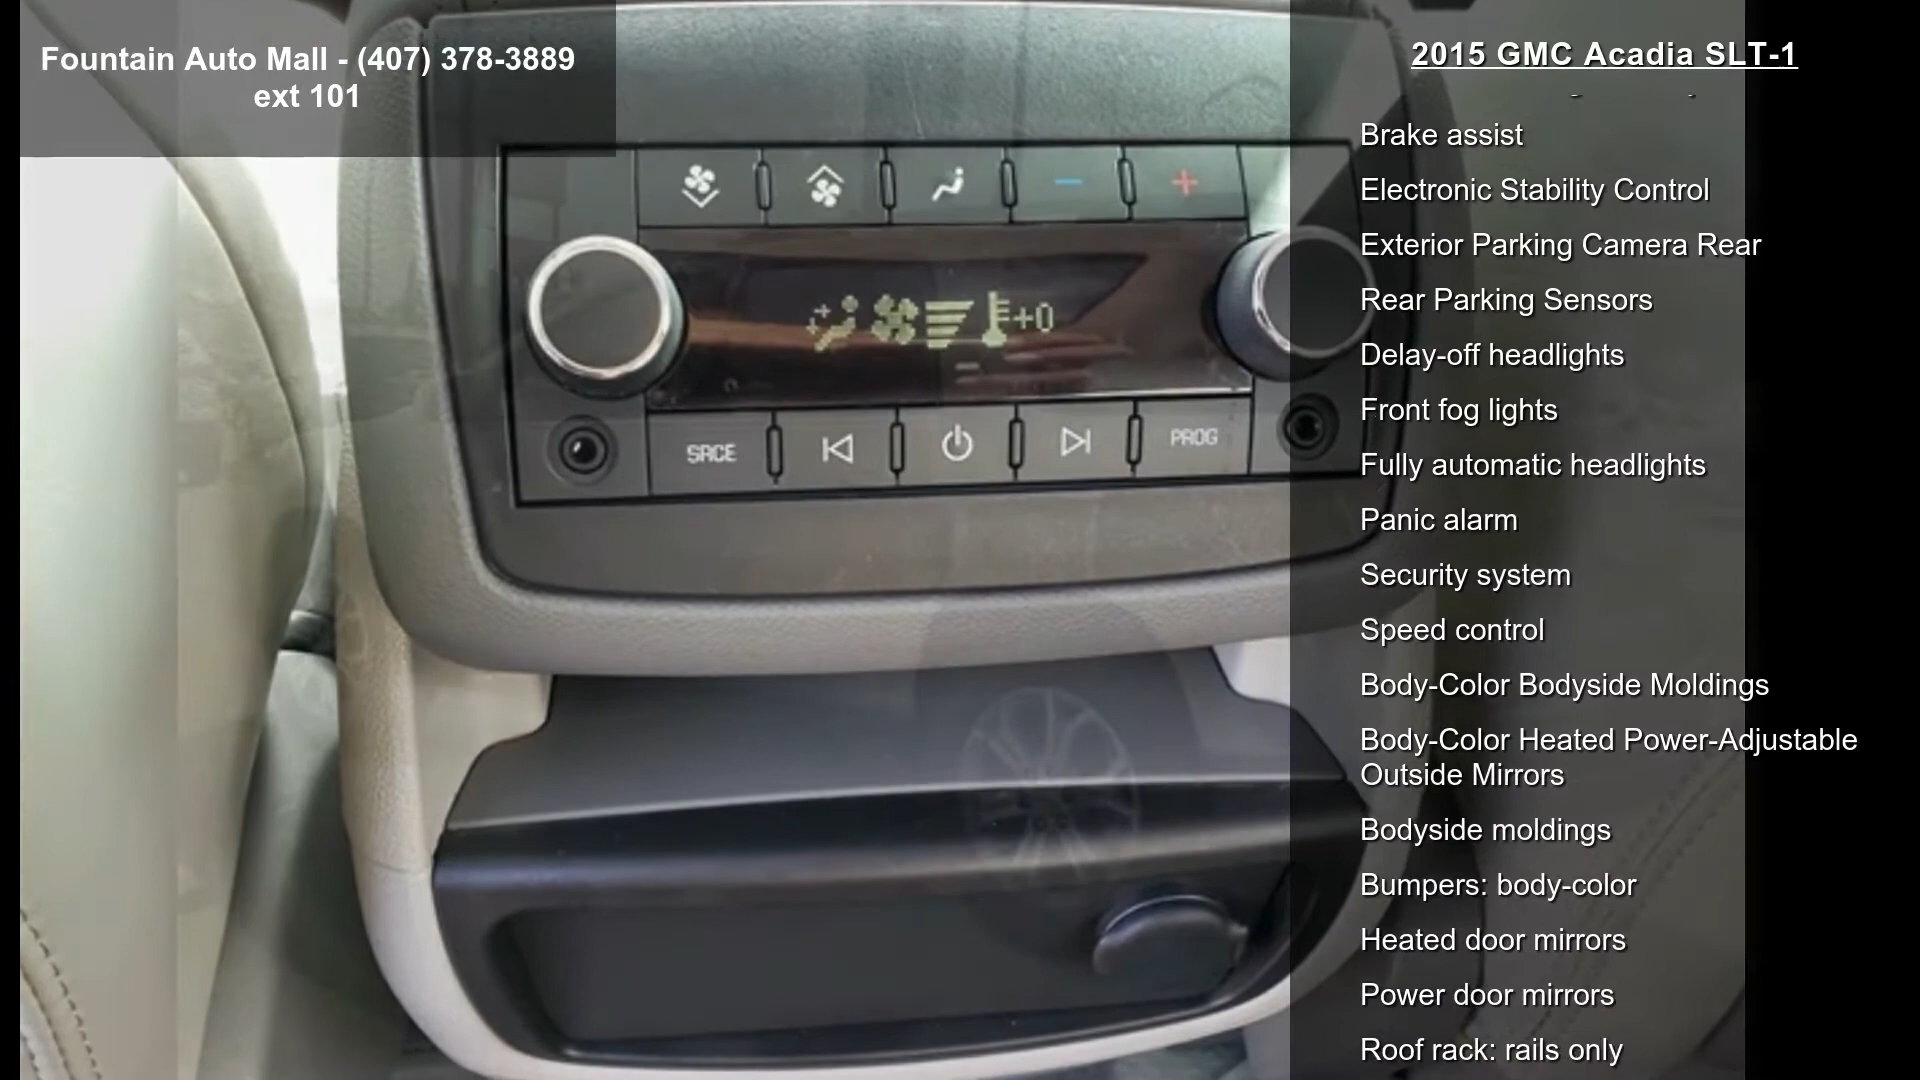 Fountain Auto Mall - (407) 378-3889
ext 101
2015 GMC Acadia SLT-1
Brake assist
Electronic Stability Control
Exterior Parking Camera Rear
Rear Parking Sensors
Delay-off headlights
Front fog lights
Fully automatic headlights
Panic alarm
Security system
Speed control
Body-Color Bodyside Moldings
Body-Color Heated Power-Adjustable
Outside Mirrors
Bodyside moldings
Bumpers: body-color
Heated door mirrors
Power door mirrors
Roof rack: rails only
+0
SRCE
PROG